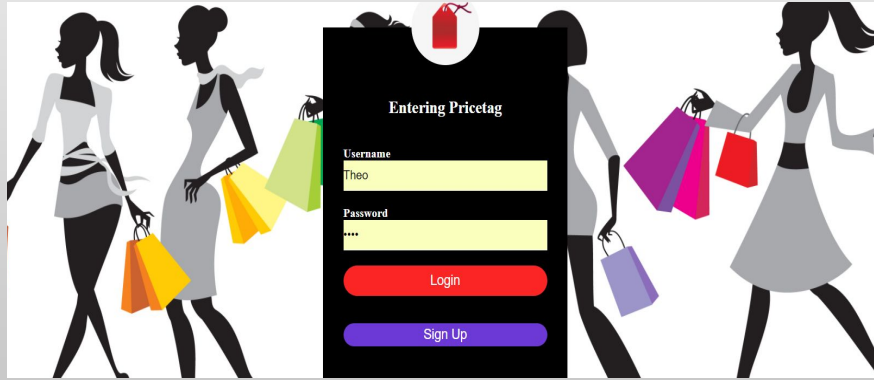 Entering Pricetag
Username
Theo
Password
••••
Login
Sign Up